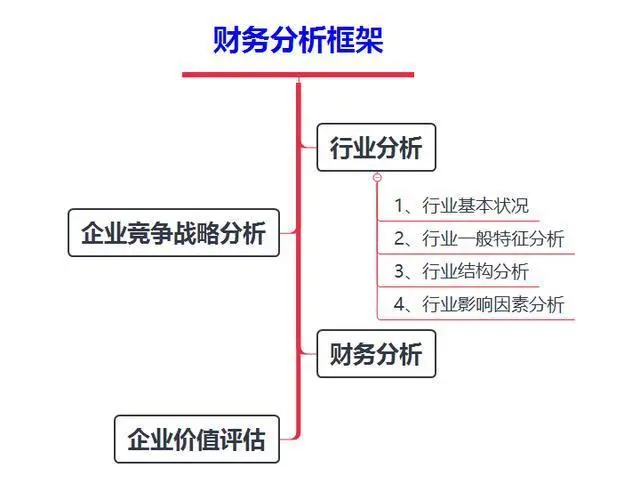 财务分析框架
行业分析
1、行业基本状况
2、行业一般特征分析
3、行业结构分析
4、行业影响因素分析
企业竞争战略分析
财务分析
企业价值评估